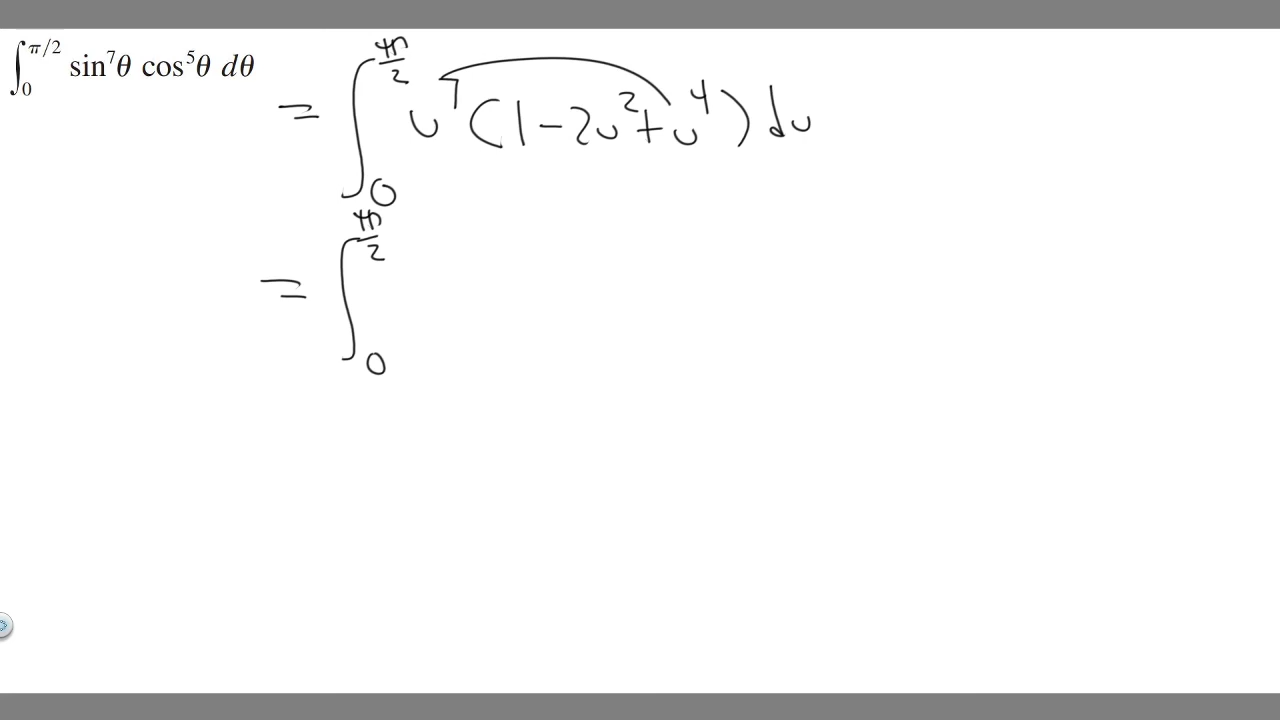 ∫₀^{π/2} sin⁷θ cos⁵θ dθ
= ∫₀^{π/2} u⁷ (1 - 2u² + u⁴) du
= ∫₀^{π/2}